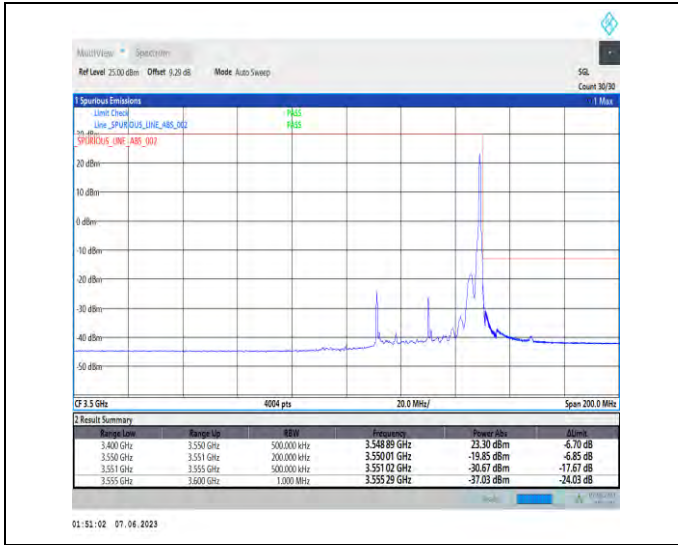 MultiView Spectrum
Ref Level 25.00 dBm Offset 9.29 dB Mode Auto Sweep SGL
Count 30/30
1 Spurious Emissions 1 Max
Limit Check PASS
Line _SPURIOUS_LINE_ABS_002 PASS
30 dBm
_SPURIOUS_LINE_ABS_002
20 dBm
10 dBm
0 dBm
-10 dBm
-20 dBm
-30 dBm
-40 dBm
-50 dBm
CF 3.5 GHz 4004 pts 20.0 MHz/ Span 200.0 MHz
2 Result Summary
Range Low Range Up RBW Frequency Power Abs ΔLimit
3.400 GHz 3.550 GHz 500.000 kHz 3.548 89 GHz 23.30 dBm -6.70 dB
3.550 GHz 3.551 GHz 200.000 kHz 3.550 01 GHz -19.85 dBm -6.85 dB
3.551 GHz 3.555 GHz 500.000 kHz 3.551 02 GHz -30.67 dBm -17.67 dB
3.555 GHz 3.600 GHz 1.000 MHz 3.555 29 GHz -37.03 dBm -24.03 dB
Ready
01:51:02 07.06.2023